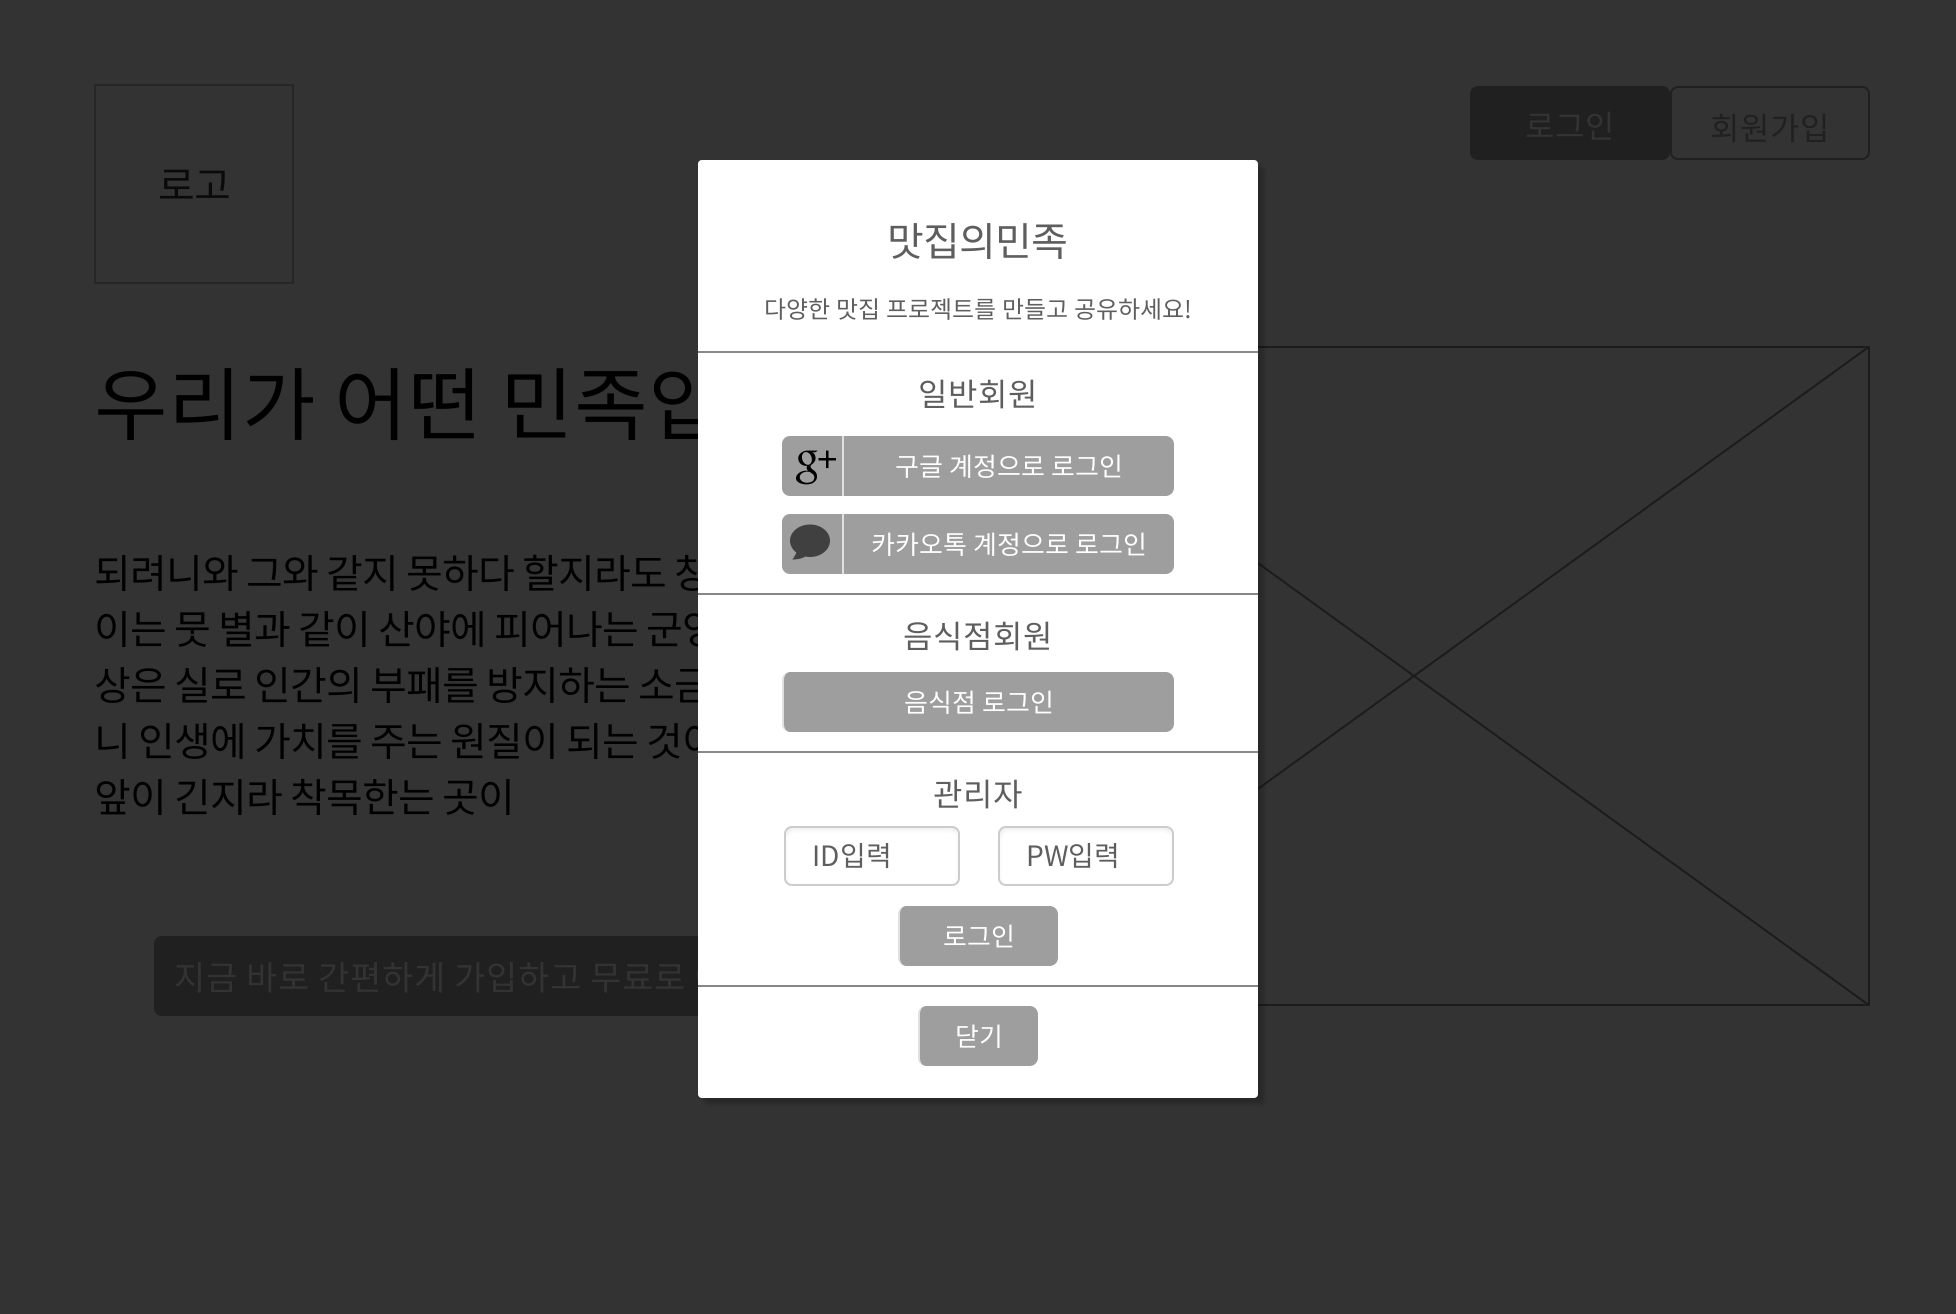 로고
로그인
회원가입
맛집의민족
다양한 맛집 프로젝트를 만들고 공유하세요!
우리가 어떤
일반회원
g+ 구글 계정으로 로그인
카카오톡 계정으로 로그인
되려니와 그와 같지 못하다 할지라도
이는 뭇 별과 같이 산야에 피어나는
음식점회원
상은 실로 인간의 부패를 방지하는
음식점 로그인
니 인생에 가치를 주는 원질이 되는
앞이 긴지라 착목한는 곳이
관리자
ID입력
PW입력
로그인
지금 바로 간편하게 가입하고 무료로
닫기